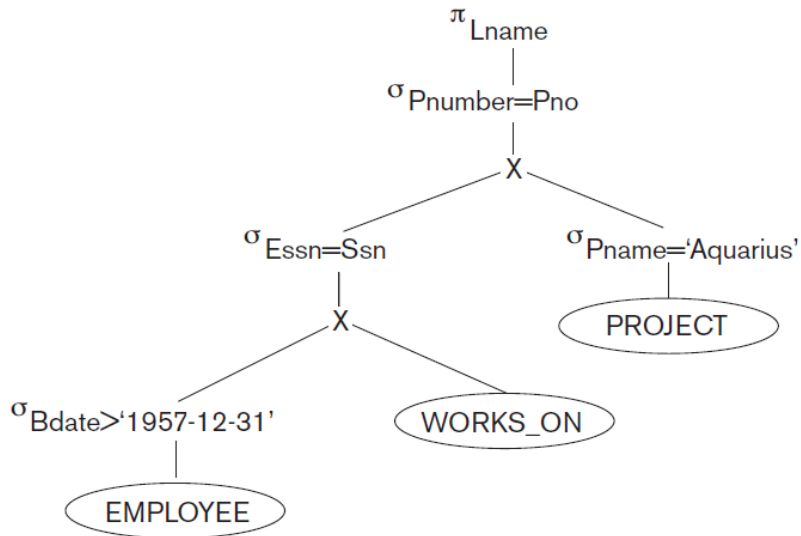 π Lname
σ Pnumber=Pno
X
σ Essn=Ssn
σ Pname=‘Aquarius’
X
PROJECT
σ Bdate>‘1957-12-31’
WORKS_ON
EMPLOYEE